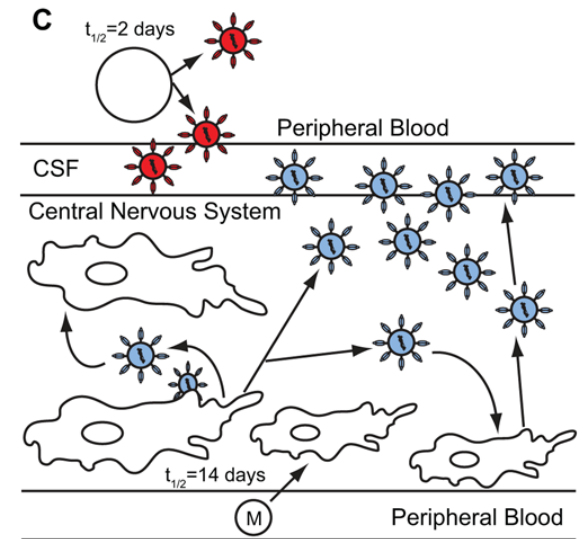 C
t1/2=2 days
Peripheral Blood
CSF
Central Nervous System
t1/2=14 days
M
Peripheral Blood